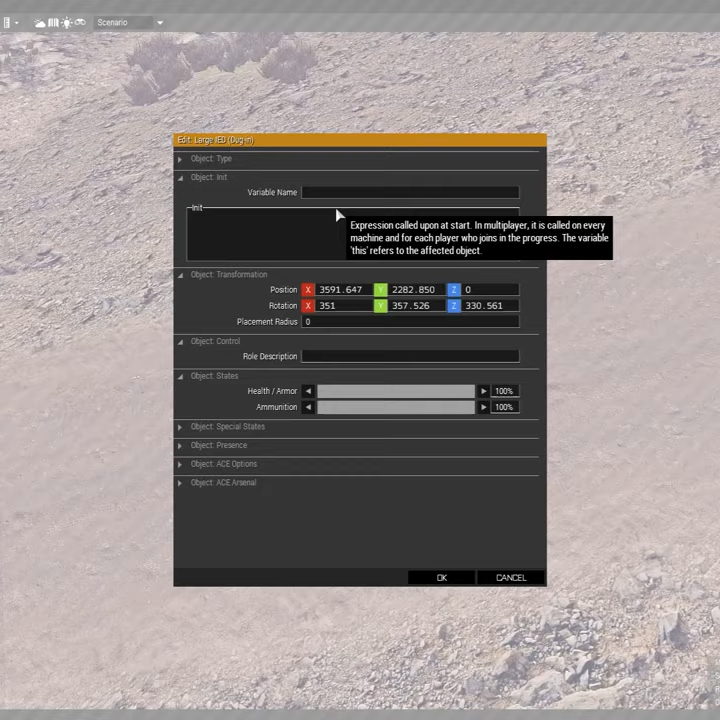 Scenario
Edit: Large IED (Dug-in)
Object: Type
Object: Init
Variable Name
Init
Expression called upon at start. In multiplayer, it is called on every
machine and for each player who joins in the progress. The variable
'this' refers to the affected object.
Object: Transformation
Position X 3591.647 Y 2282.850 Z 0
Rotation X 351 Y 357.526 Z 330.561
Placement Radius 0
Object: Control
Role Description
Object: States
Health / Armor 100%
Ammunition 100%
Object: Special States
Object: Presence
Object: ACE Options
Object: ACE Arsenal
OK CANCEL